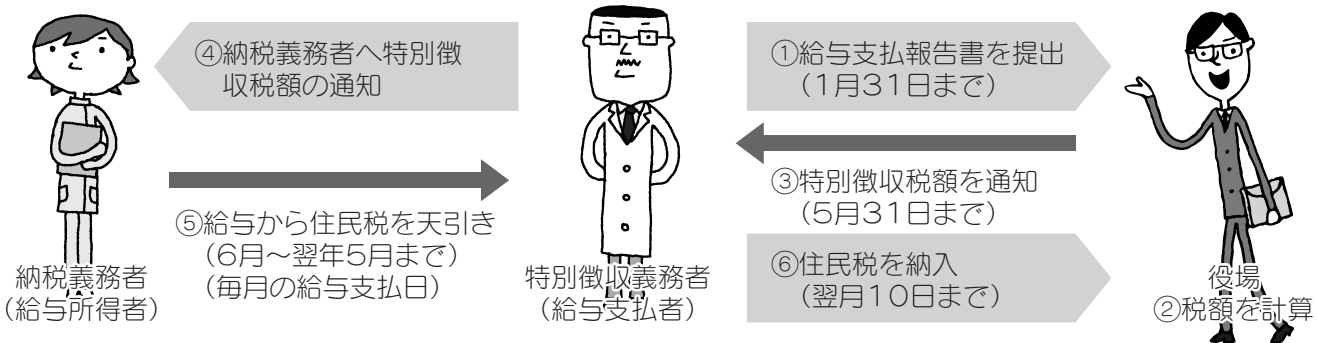 ④納税義務者へ特別徴
収税額の通知
⑤給与から住民税を天引き
（6月～翌年5月まで）
（毎月の給与支払日）
納税義務者
（給与所得者）
特別徴収義務者
（給与支払者）
①給与支払報告書を提出
（1月31日まで）
③特別徴収税額を通知
（5月31日まで）
⑥住民税を納入
（翌月10日まで）
役場
②税額を計算